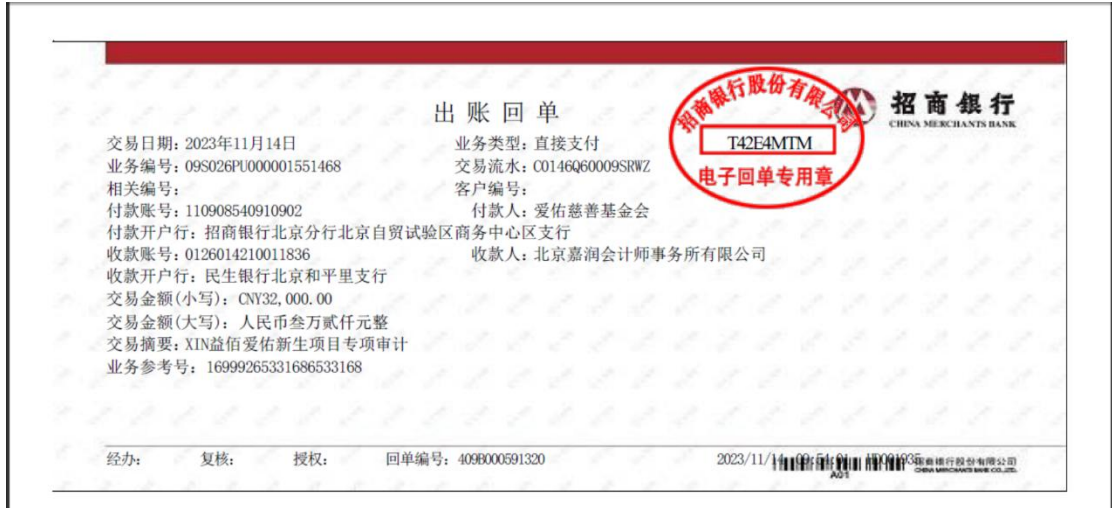 招商银行股份有限公司
T42E4MTM
电子回单专用章
招商银行
CHINA MERCHANTS BANK
出账回单
交易日期：2023年11月14日 业务类型：直接支付
业务编号：09S026PU000001551468 交易流水：C0146Q60009SRWZ
相关编号： 客户编号：
付款账号：110908540910902 付款人：爱佑慈善基金会
付款开户行：招商银行北京分行北京自贸试验区商务中心区支行
收款账号：0126014210011836 收款人：北京嘉润会计师事务所有限公司
收款开户行：民生银行北京和平里支行
交易金额(小写)：CNY32,000.00
交易金额(大写)：人民币叁万贰仟元整
交易摘要：XIN益佰爱佑新生项目专项审计
业务参考号：16999265331686533168
经办： 复核： 授权： 回单编号：409B000591320 2023/11/14
招商银行股份有限公司
CHINA MERCHANTS BANK CO., LTD.
A01